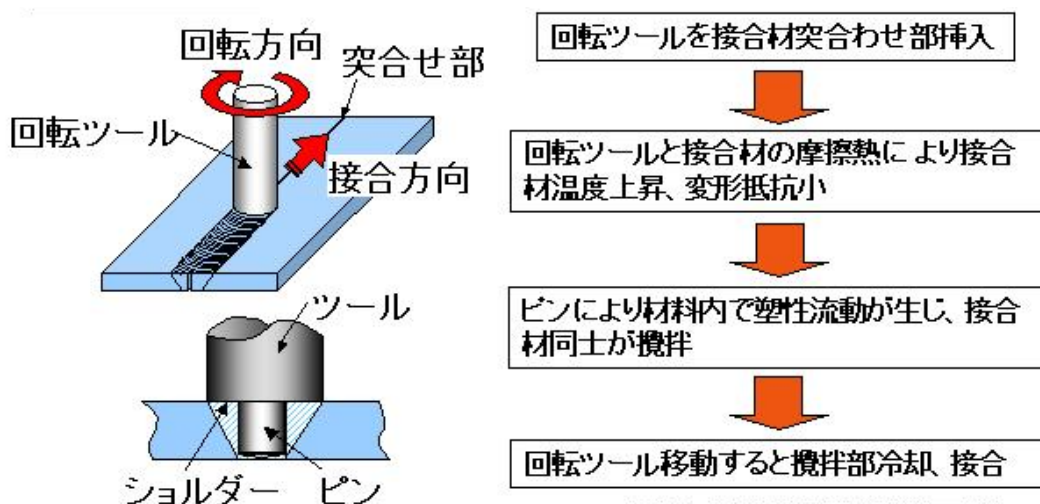 回転方向
突合せ部
回転ツール
接合方向
ツール
ショルダー
ピン
回転ツールを接合材突合わせ部挿入
回転ツールと接合材の摩擦熱により接合
材温度上昇、変形抵抗小
ピンにより材料内で塑性流動が生じ、接合
材同士が攪拌
回転ツール移動すると攪拌部冷却、接合